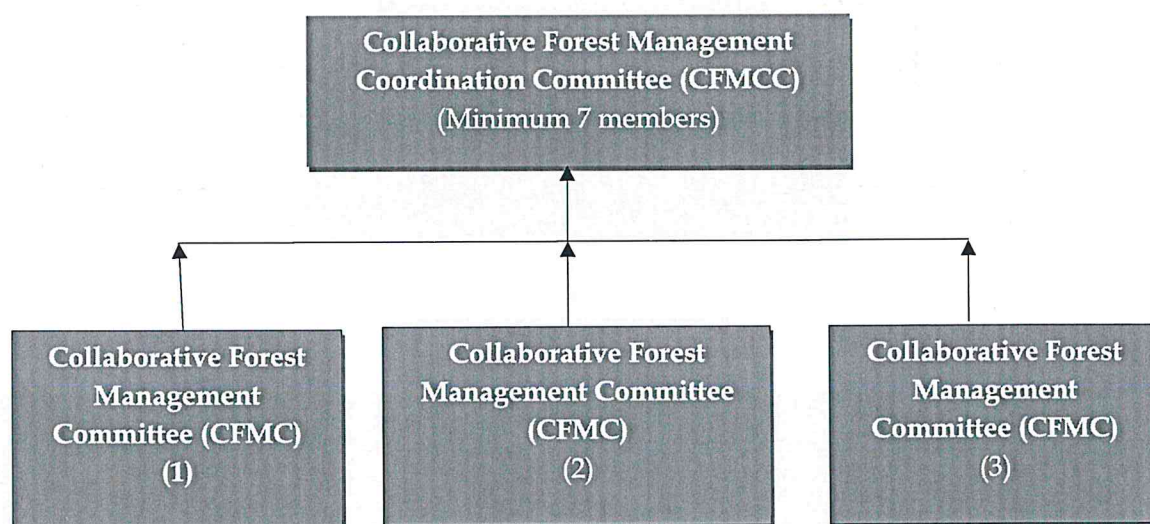 Collaborative Forest Management
Coordination Committee (CFMCC)
(Minimum 7 members)
Collaborative Forest
Management
Committee (CFMC)
(1)
Collaborative Forest
Management Committee
(CFMC)
(2)
Collaborative Forest
Management
Committee (CFMC)
(3)